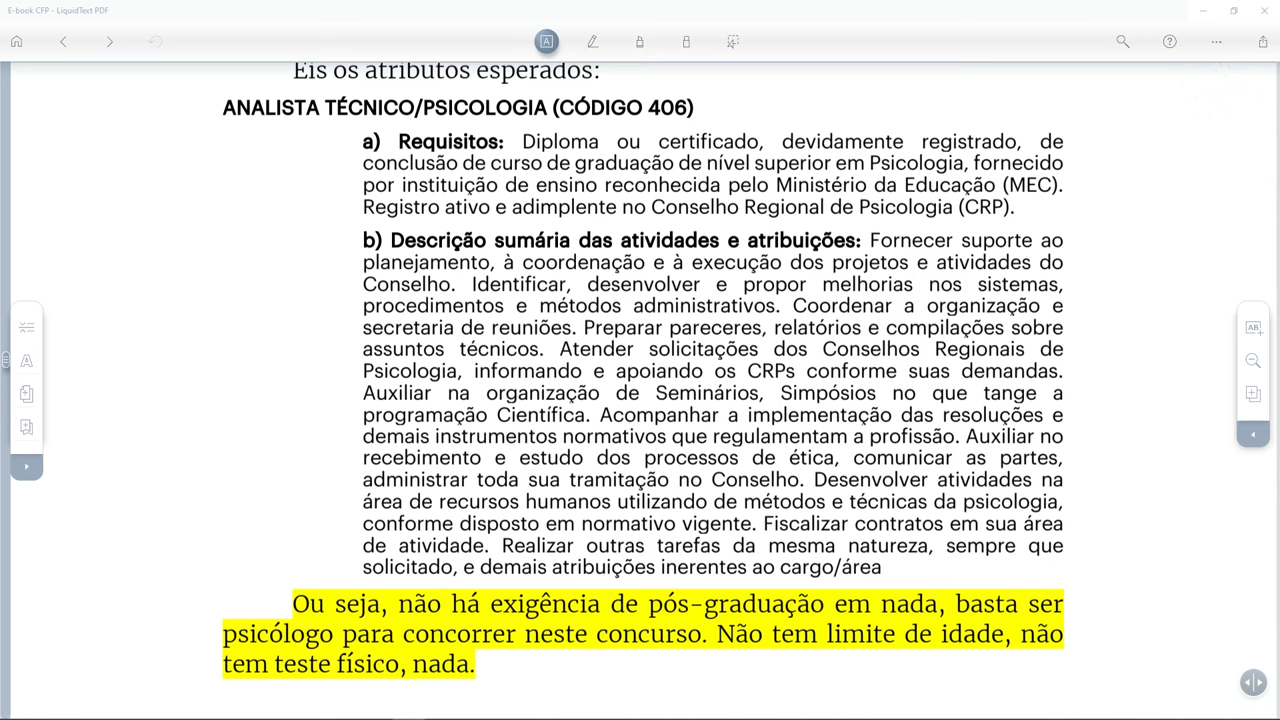 E-book CFP - LiquidText PDF
Eis os atributos esperados:
ANALISTA TÉCNICO/PSICOLOGIA (CÓDIGO 406)
a) Requisitos: Diploma ou certificado, devidamente registrado, de
conclusão de curso de graduação de nível superior em Psicologia, fornecido
por instituição de ensino reconhecida pelo Ministério da Educação (MEC).
Registro ativo e adimplente no Conselho Regional de Psicologia (CRP).
b) Descrição sumária das atividades e atribuições: Fornecer suporte ao
planejamento, à coordenação e à execução dos projetos e atividades do
Conselho. Identificar, desenvolver e propor melhorias nos sistemas,
procedimentos e métodos administrativos. Coordenar a organização e
secretaria de reuniões. Preparar pareceres, relatórios e compilações sobre
assuntos técnicos. Atender solicitações dos Conselhos Regionais de
Psicologia, informando e apoiando os CRPs conforme suas demandas.
Auxiliar na organização de Seminários, Simpósios no que tange a
programação Científica. Acompanhar a implementação das resoluções e
demais instrumentos normativos que regulamentam a profissão. Auxiliar no
recebimento e estudo dos processos de ética, comunicar as partes,
administrar toda sua tramitação no Conselho. Desenvolver atividades na
área de recursos humanos utilizando de métodos e técnicas da psicologia,
conforme disposto em normativo vigente. Fiscalizar contratos em sua área
de atividade. Realizar outras tarefas da mesma natureza, sempre que
solicitado, e demais atribuições inerentes ao cargo/área
Ou seja, não há exigência de pós-graduação em nada, basta ser
psicólogo para concorrer neste concurso. Não tem limite de idade, não
tem teste físico, nada.